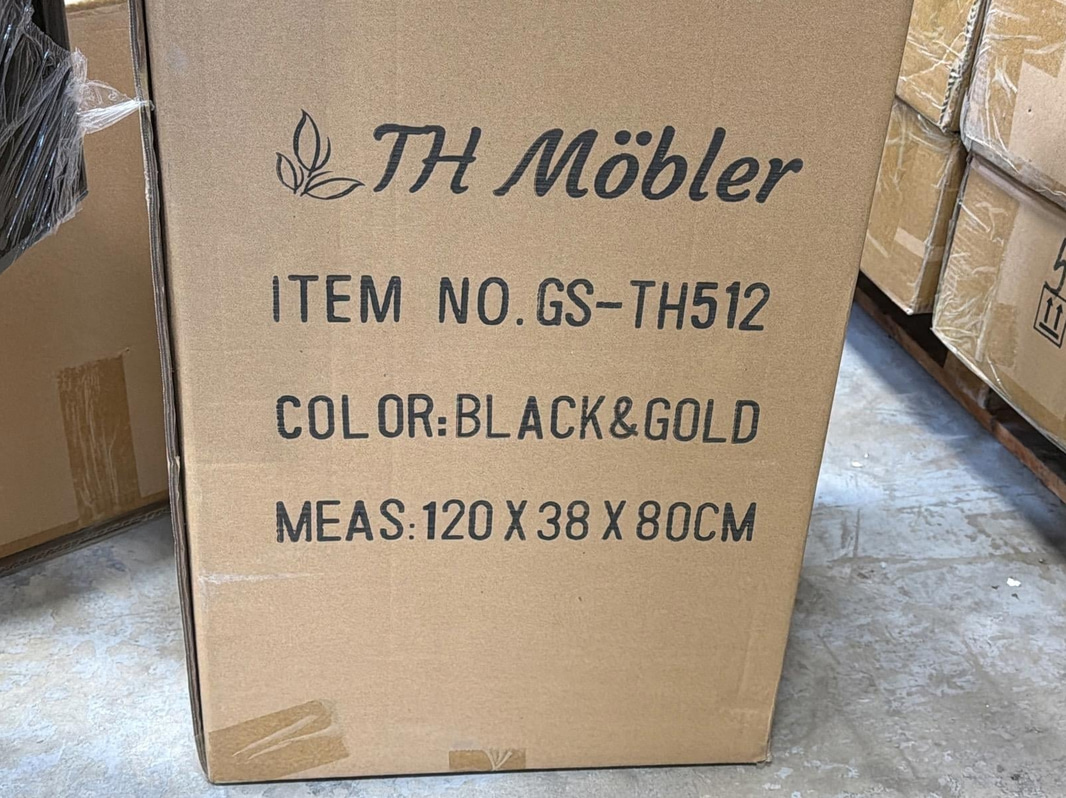 TH Möbler
ITEM NO.GS-TH512
COLOR:BLACK&GOLD
MEAS:120X38X80CM